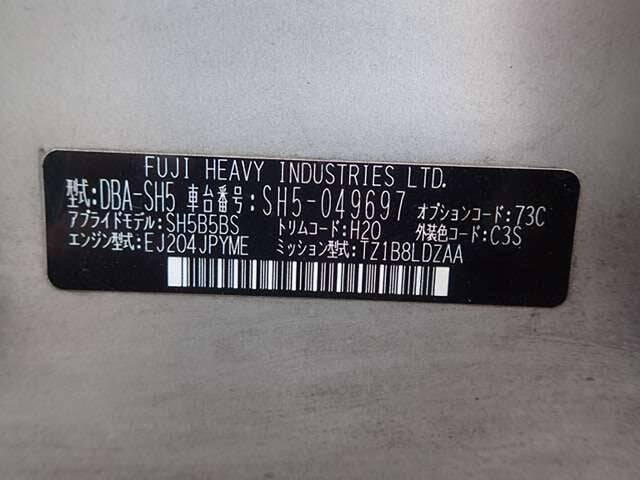 FUJI HEAVY INDUSTRIES LTD.
型式:DBA-SH5 車台番号:SH5-049697 オプションコード:73C
アプライドモデル:SH5B5BS トリムコード:H20 外装色コード:C3S
エンジン型式:EJ204JPYME ミッション型式:TZ1B8LDZAA